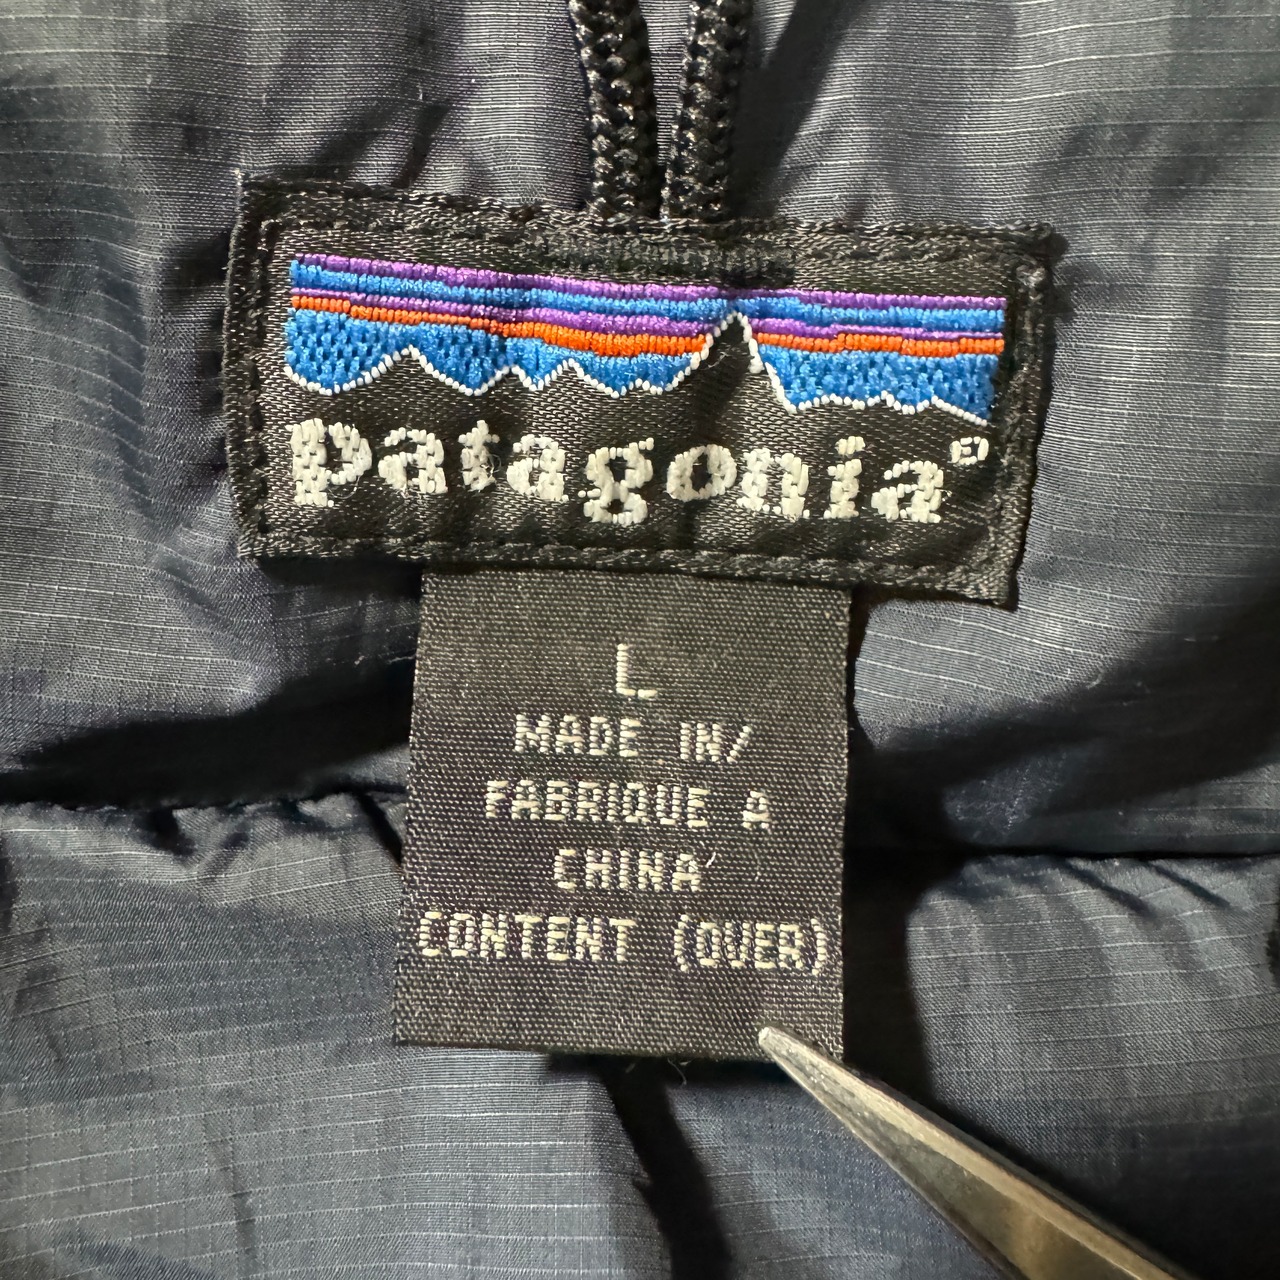 patagonia®
L
MADE IN/
FABRIQUE A
CHINA
CONTENT (OVER)